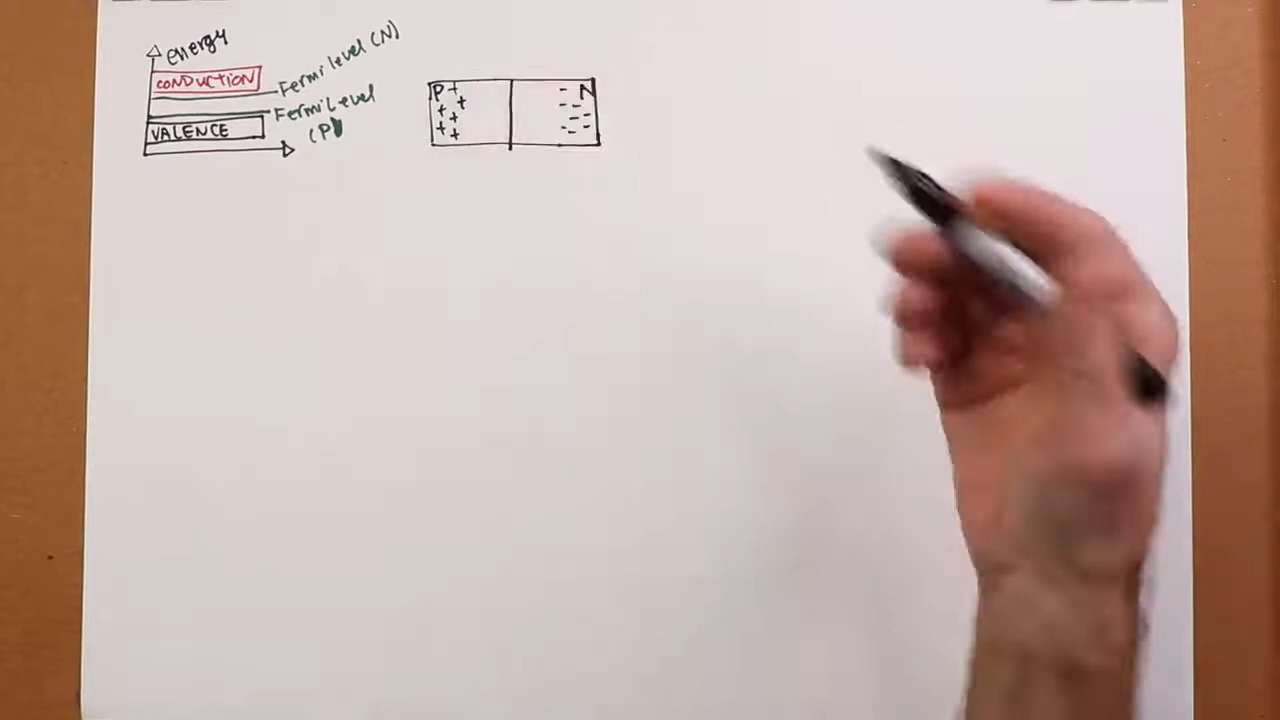 energy
CONDUCTION
Fermi level (N)
Fermi Level
(P)
VALENCE
P +
+
+
+
+ +
- N
- -
- -
- -